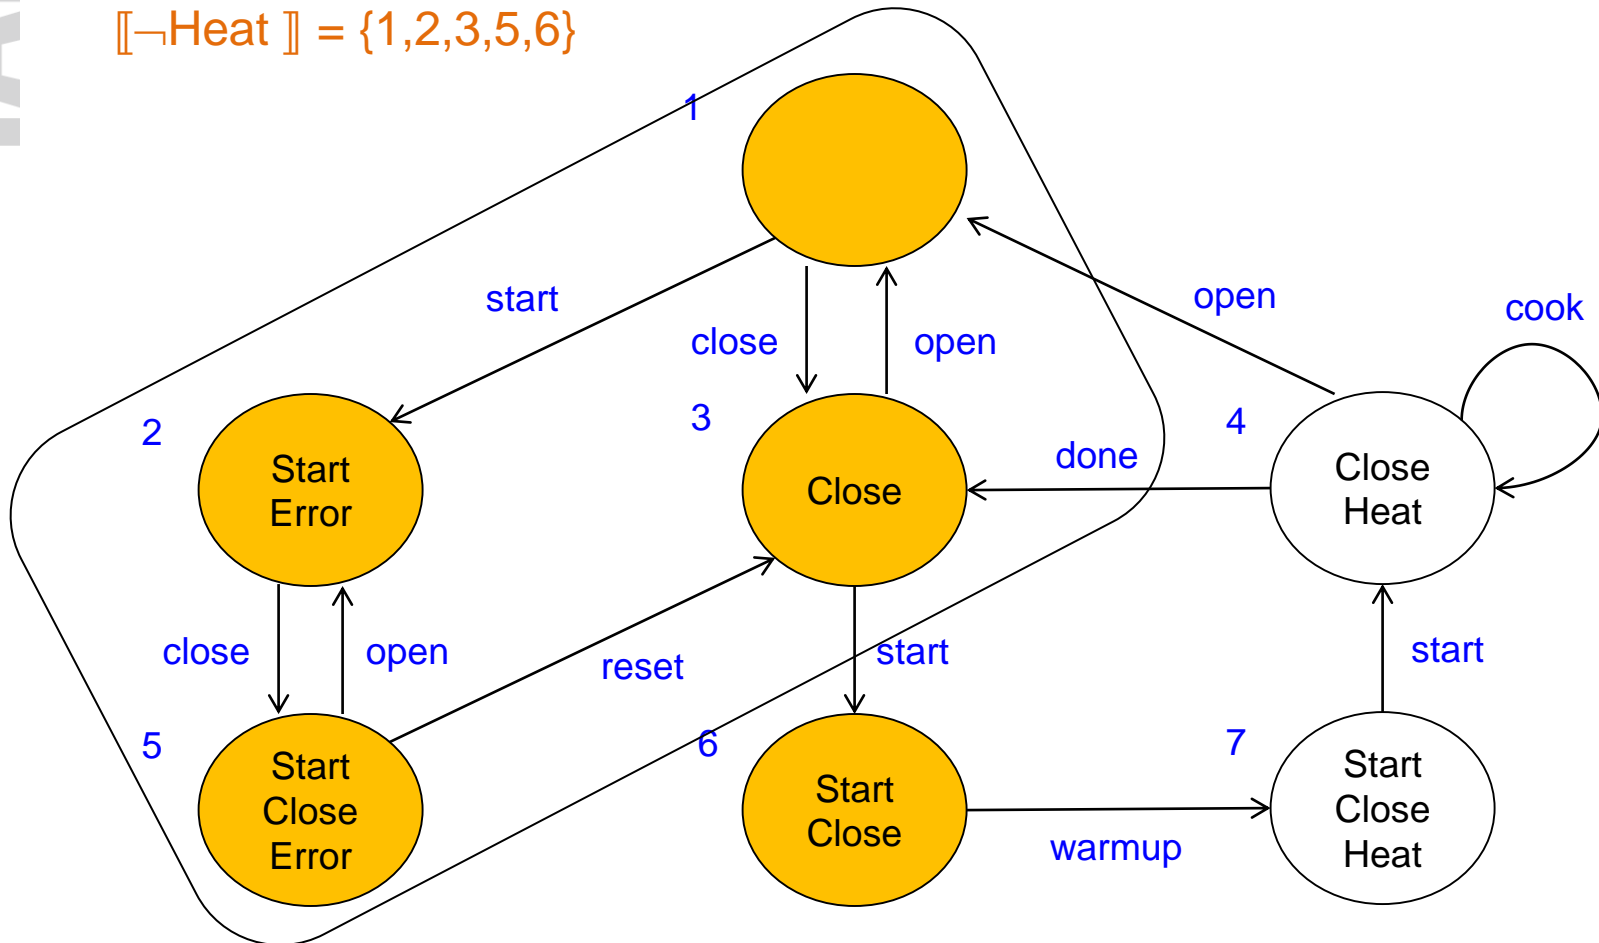 ⟦¬Heat ⟧ = {1,2,3,5,6}
1
start
close
open
open
cook
2
Start
Error
3
Close
done
4
Close
Heat
close
open
reset
start
start
5
Start
Close
Error
6
Start
Close
warmup
7
Start
Close
Heat